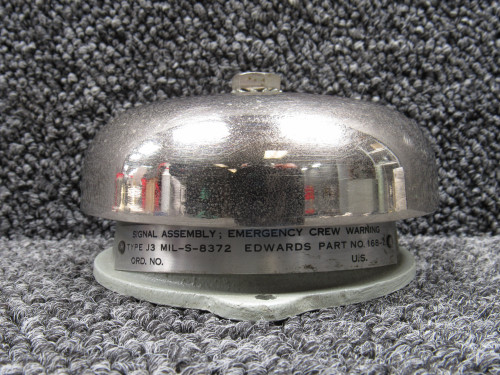 SIGNAL ASSEMBLY; EMERGENCY CREW WARNING
TYPE J3 MIL-S-8372 EDWARDS PART NO.
ORD. NO. U.S.